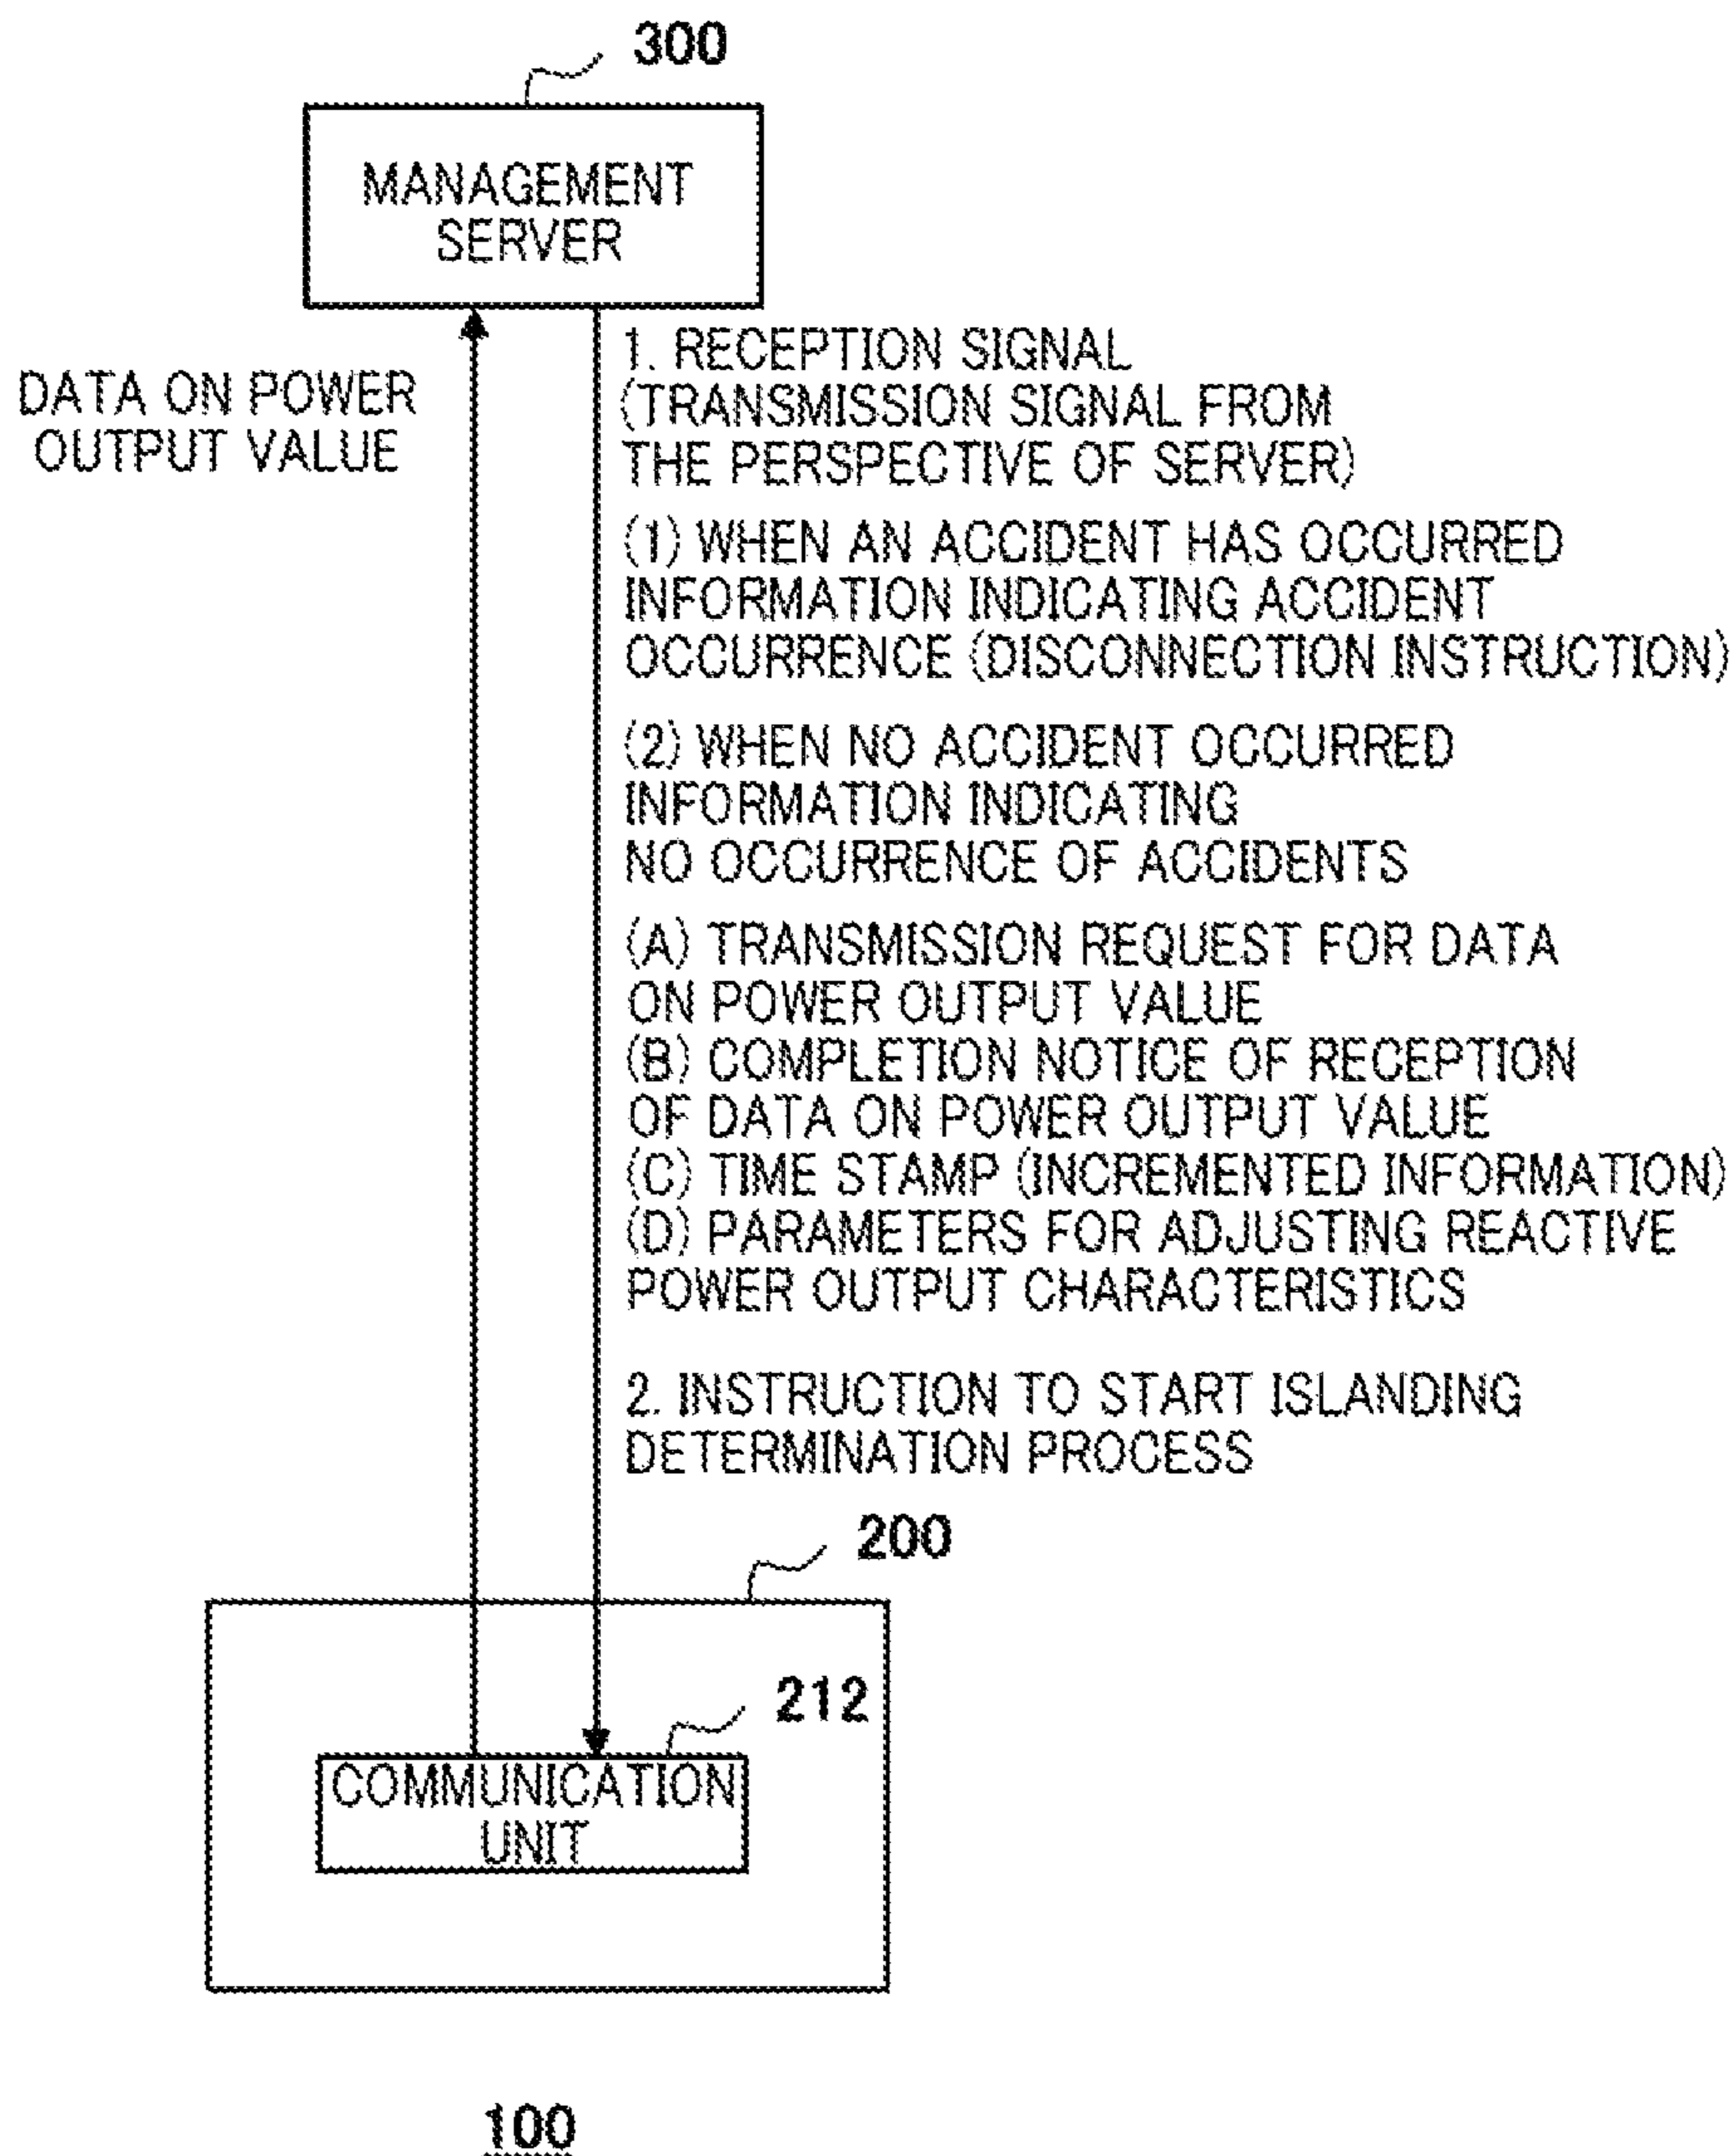 300
MANAGEMENT
SERVER
DATA ON POWER
OUTPUT VALUE
1. RECEPTION SIGNAL
(TRANSMISSION SIGNAL FROM
THE PERSPECTIVE OF SERVER)
(1) WHEN AN ACCIDENT HAS OCCURRED
INFORMATION INDICATING ACCIDENT
OCCURRENCE (DISCONNECTION INSTRUCTION)
(2) WHEN NO ACCIDENT OCCURRED
INFORMATION INDICATING
NO OCCURRENCE OF ACCIDENTS
(A) TRANSMISSION REQUEST FOR DATA
ON POWER OUTPUT VALUE
(B) COMPLETION NOTICE OF RECEPTION
OF DATA ON POWER OUTPUT VALUE
(C) TIME STAMP (INCREMENTED INFORMATION)
(D) PARAMETERS FOR ADJUSTING REACTIVE
POWER OUTPUT CHARACTERISTICS
2. INSTRUCTION TO START ISLANDING
DETERMINATION PROCESS
200
212
COMMUNICATION
UNIT
100